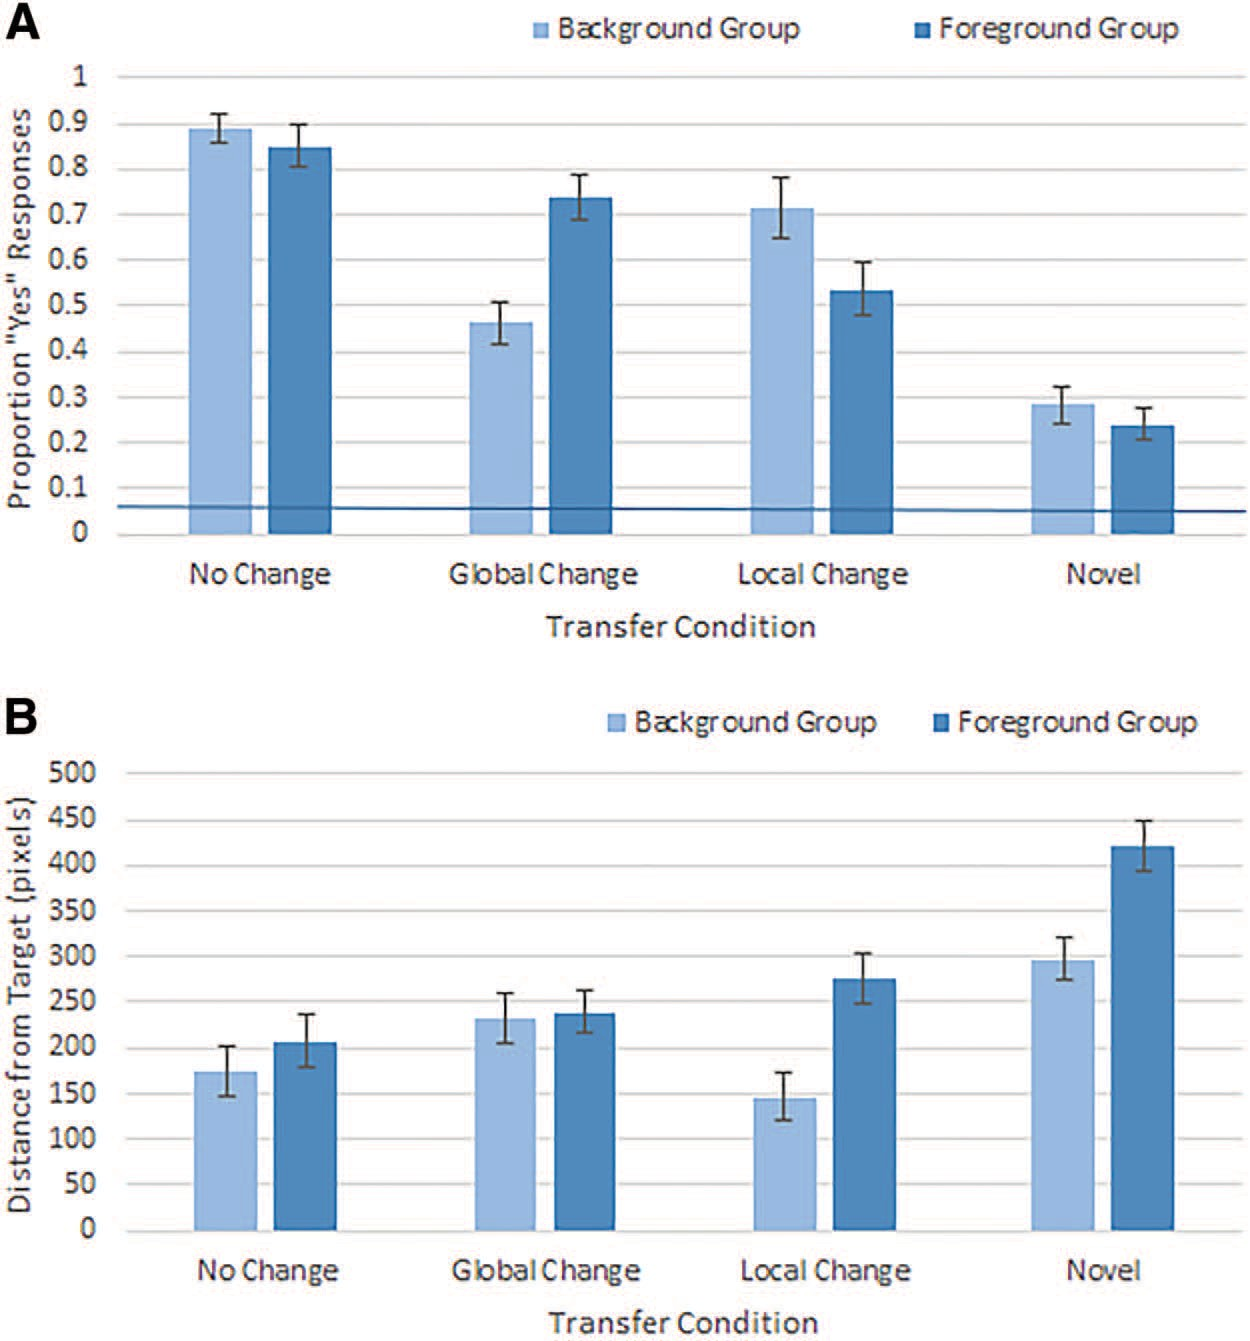 A
Background Group
Foreground Group
Proportion "Yes" Responses
1
0.9
0.8
0.7
0.6
0.5
0.4
0.3
0.2
0.1
0
No Change
Global Change
Local Change
Novel
Transfer Condition
B
Background Group
Foreground Group
Distance from Target (pixels)
500
450
400
350
300
250
200
150
100
50
0
No Change
Global Change
Local Change
Novel
Transfer Condition